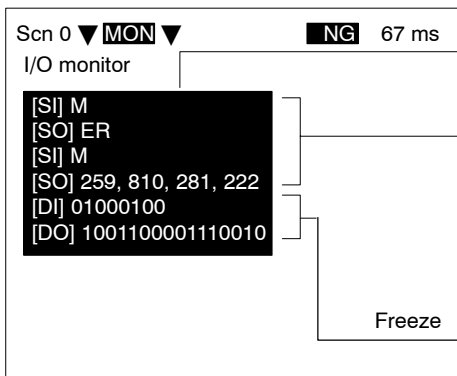 Scn 0 ▼ MON ▼ NG 67 ms
I/O monitor
[SI] M
[SO] ER
[SI] M
[SO] 259, 810, 281, 222
[DI] 01000100
[DO] 1001100001110010
Freeze